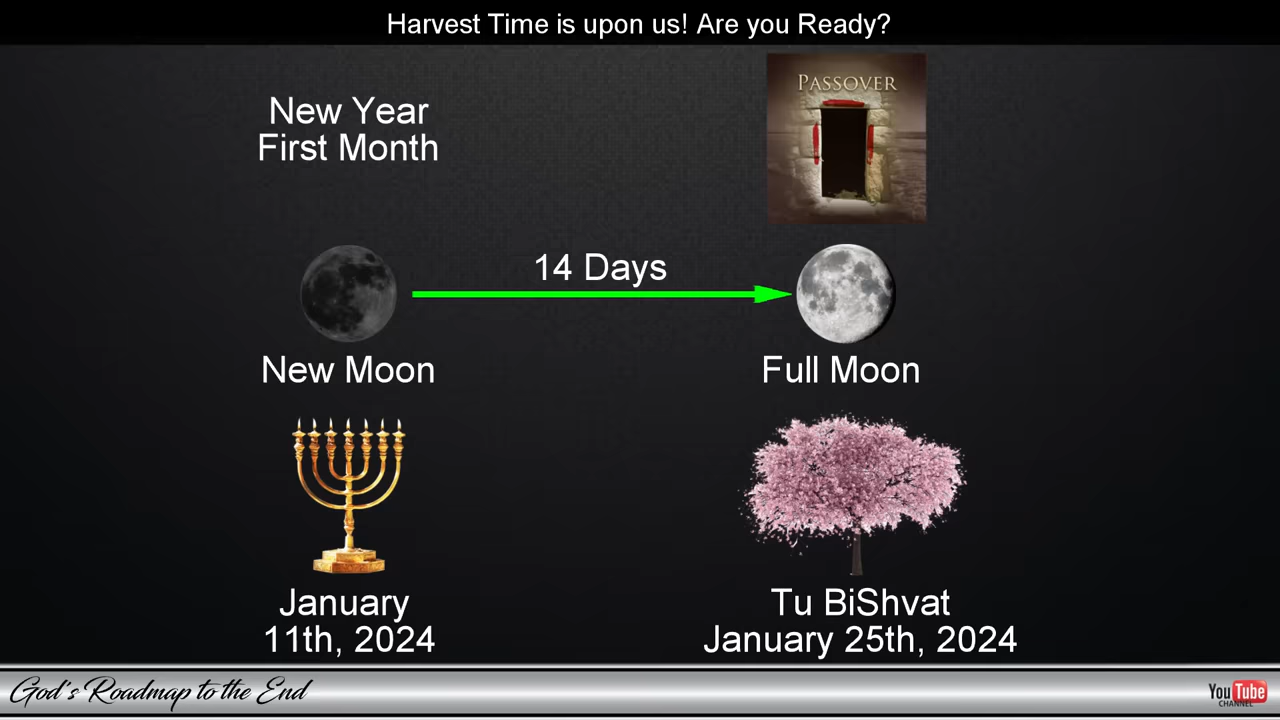 Harvest Time is upon us! Are you Ready?
New Year
First Month
PASSOVER
14 Days
New Moon
Full Moon
January
11th, 2024
Tu BiShvat
January 25th, 2024
God's Roadmap to the End
YouTube
CHANNEL